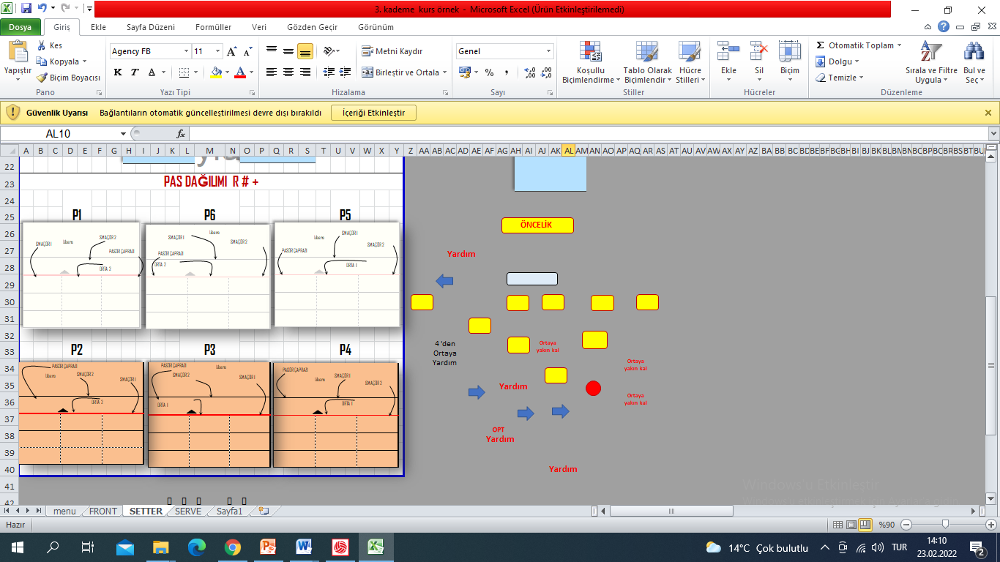 3. kademe  kurs örnek  -  Microsoft Excel (Ürün Etkinleştirilemedi)
Dosya Giriş Ekle Sayfa Düzeni Formüller Veri Gözden Geçir Görünüm
Yapıştır
Kes
Kopyala
Biçim Boyacısı
Pano
Agency FB 11
K T A
Yazı Tipi
Metni Kaydır
Birleştir ve Ortala
Hizalama
Genel
Sayı
Koşullu Biçimlendirme
Tablo Olarak Biçimlendir
Hücre Stilleri
Stiller
Ekle Sil Biçim
Hücreler
Otomatik Toplam
Dolgu
Temizle
Sırala ve Filtre Uygula
Bul ve Seç
Düzenleme
Güvenlik Uyarısı Bağlantıların otomatik güncelleştirilmesi devre dışı bırakıldı İçeriği Etkinleştir
AL10 fx
A B C D E F G H I J K L M N O P Q R S T U V W X Y Z AA AB AC AD AE AF AG AH AI AJ AK AL AM AN AO AP AQ AR AS AT AU AV AW AX AY AZ BA BB BC BD BE BF BG BH BI BJ BK BL
22
23
24
25
26
27
28
29
30
31
32
33
34
35
36
37
38
39
40
41
42
PAS DAĞILIMI R # +
P1 P6 P5
SMAÇÖR 1 libero SMAÇÖR 2
PASÖR ÇAPRAZI
ORTA 2
SMAÇÖR 1 libero SMAÇÖR 2
PASÖR ÇAPRAZI
ORTA 2
libero SMAÇÖR 1
SMAÇÖR 2
PASÖR ÇAPRAZI
ORTA 1
P2 P3 P4
PASÖR ÇAPRAZI
libero SMAÇÖR 2 SMAÇÖR 1
ORTA 2
PASÖR ÇAPRAZI libero
SMAÇÖR 2 SMAÇÖR 1
ORTA 1
PASÖR ÇAPRAZI
libero SMAÇÖR 1
SMAÇÖR 2
ORTA 1
ÖNCELİK
Yardım
4 'den
Ortaya
Yardım
Ortaya
yakın kal
Ortaya
yakın kal
Yardım
Ortaya
yakın kal
OPT
Yardım
Yardım
Windows'u Etkinleştir
menu FRONT SETTER SERVE Sayfa1
Hazır %90
14°C Çok bulutlu TUR 14:10
23.02.2022
2